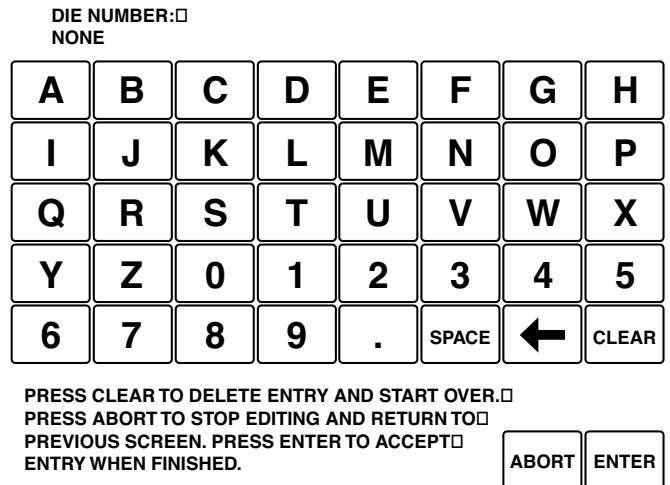 DIE NUMBER:□
NONE
A B C D E F G H
I J K L M N O P
Q R S T U V W X
Y Z 0 1 2 3 4 5
6 7 8 9 . SPACE ← CLEAR
PRESS CLEAR TO DELETE ENTRY AND START OVER.□
PRESS ABORT TO STOP EDITING AND RETURN TO□
PREVIOUS SCREEN. PRESS ENTER TO ACCEPT□
ENTRY WHEN FINISHED.
ABORT ENTER